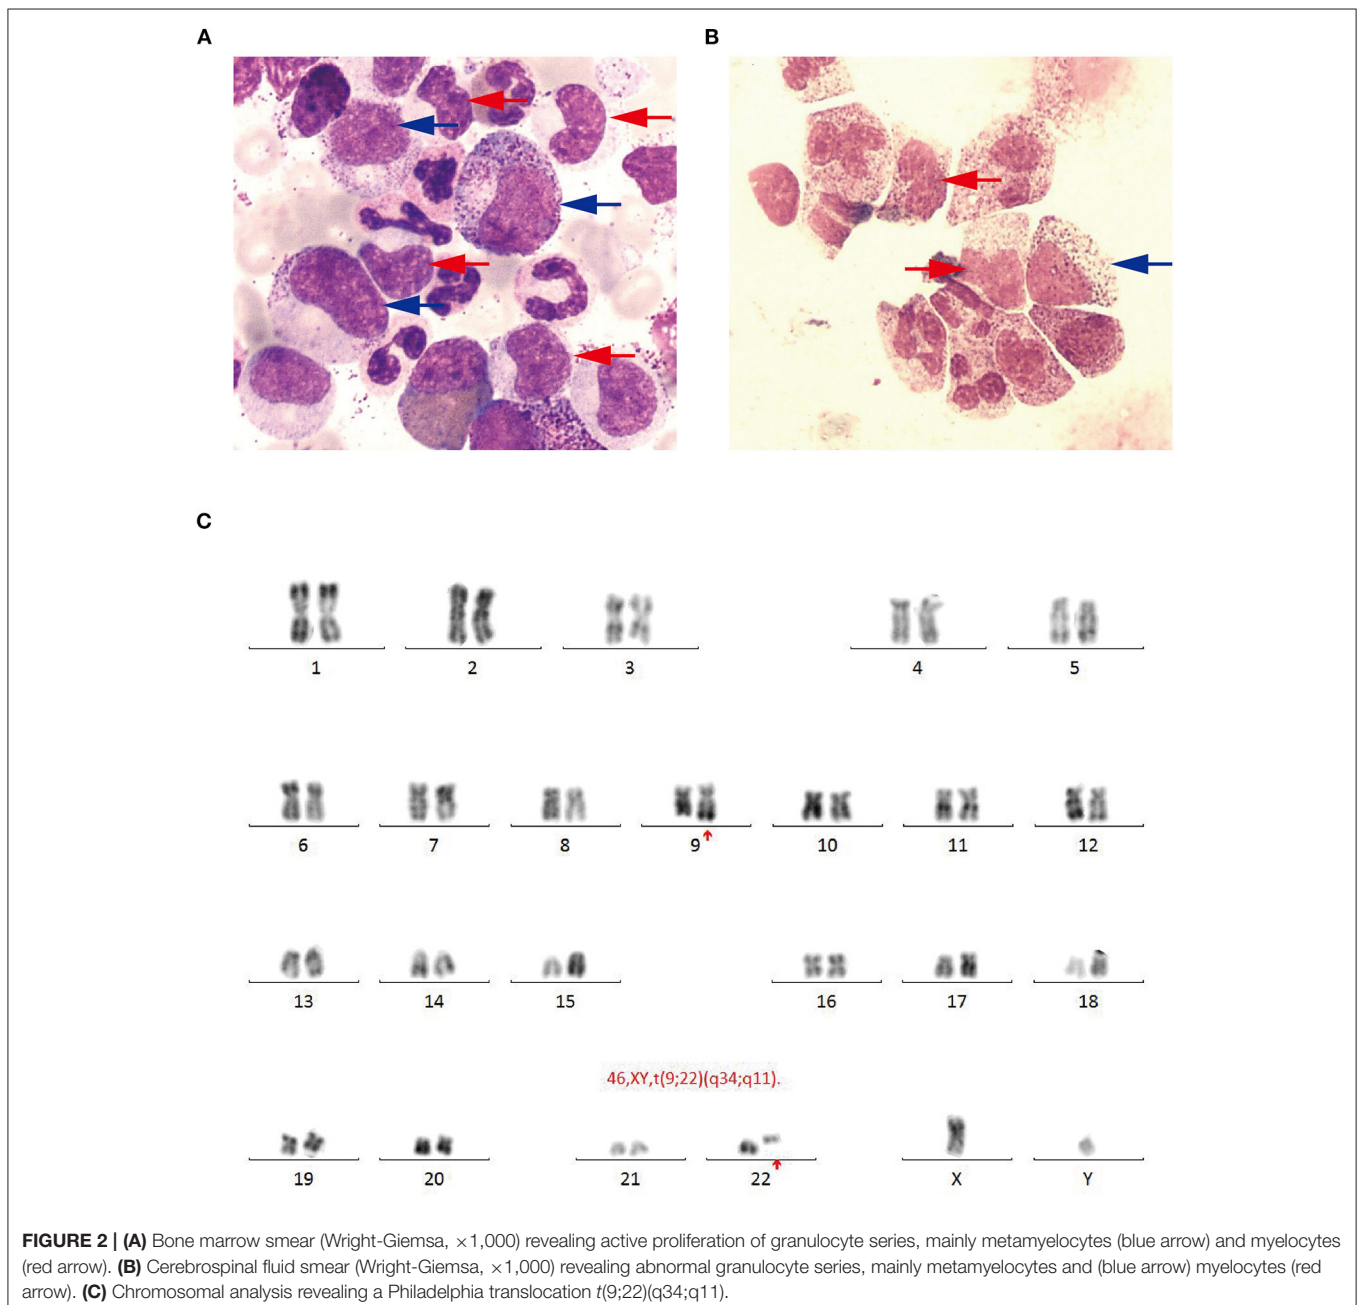 A
B
C
1 2 3 4 5
6 7 8 9 10 11 12
13 14 15 16 17 18
46,XY,t(9;22)(q34;q11).
19 20 21 22 X Y
FIGURE 2 | (A) Bone marrow smear (Wright-Giemsa, ×1,000) revealing active proliferation of granulocyte series, mainly metamyelocytes (blue arrow) and myelocytes
(red arrow). (B) Cerebrospinal fluid smear (Wright-Giemsa, ×1,000) revealing abnormal granulocyte series, mainly metamyelocytes and (blue arrow) myelocytes (red
arrow). (C) Chromosomal analysis revealing a Philadelphia translocation t(9;22)(q34;q11).